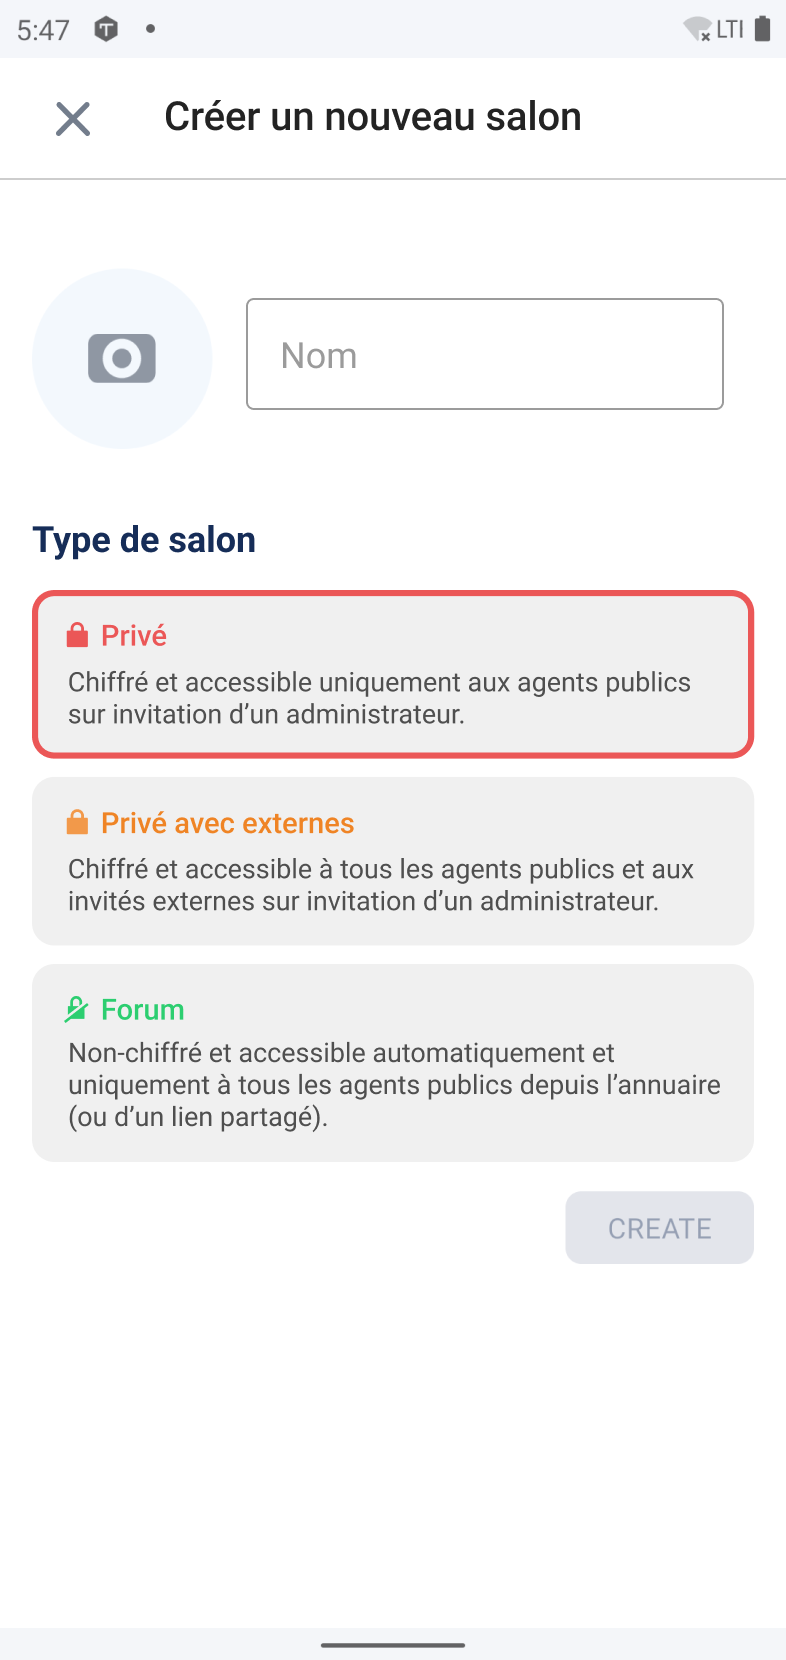 5:47
LTI
Créer un nouveau salon
Nom
Type de salon
Privé
Chiffré et accessible uniquement aux agents publics
sur invitation d’un administrateur.
Privé avec externes
Chiffré et accessible à tous les agents publics et aux
invités externes sur invitation d’un administrateur.
Forum
Non-chiffré et accessible automatiquement et
uniquement à tous les agents publics depuis l’annuaire
(ou d’un lien partagé).
CREATE